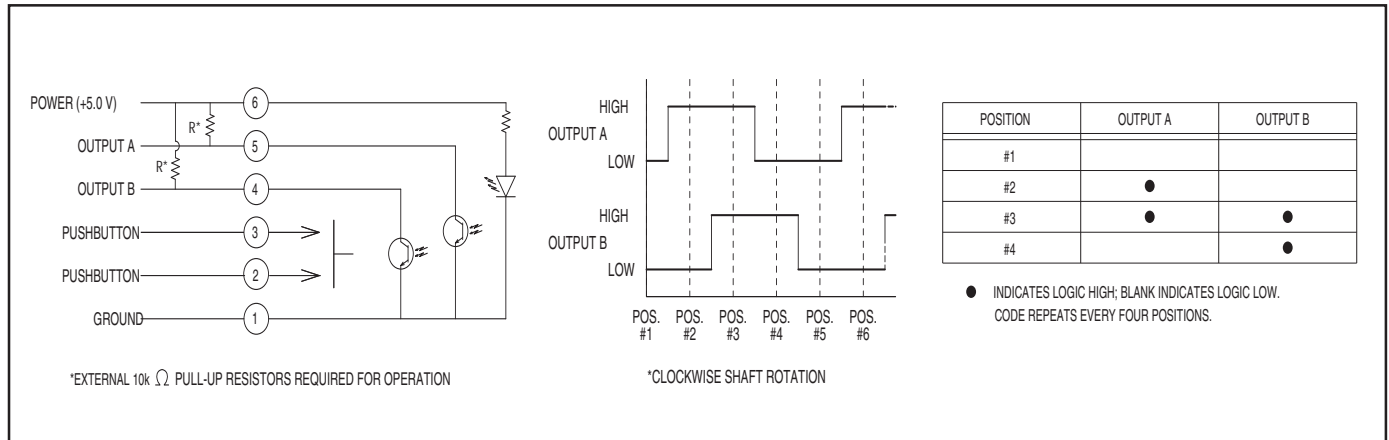 POWER (+5.0 V)
6
R*
OUTPUT A
5
R*
OUTPUT B
4
PUSHBUTTON
3
PUSHBUTTON
2
GROUND
1
*EXTERNAL 10k Ω PULL-UP RESISTORS REQUIRED FOR OPERATION
HIGH
OUTPUT A
LOW
HIGH
OUTPUT B
LOW
POS. POS. POS. POS. POS. POS.
#1 #2 #3 #4 #5 #6
*CLOCKWISE SHAFT ROTATION
POSITION OUTPUT A OUTPUT B
#1
#2 ●
#3 ● ●
#4 ●
● INDICATES LOGIC HIGH; BLANK INDICATES LOGIC LOW.
CODE REPEATS EVERY FOUR POSITIONS.